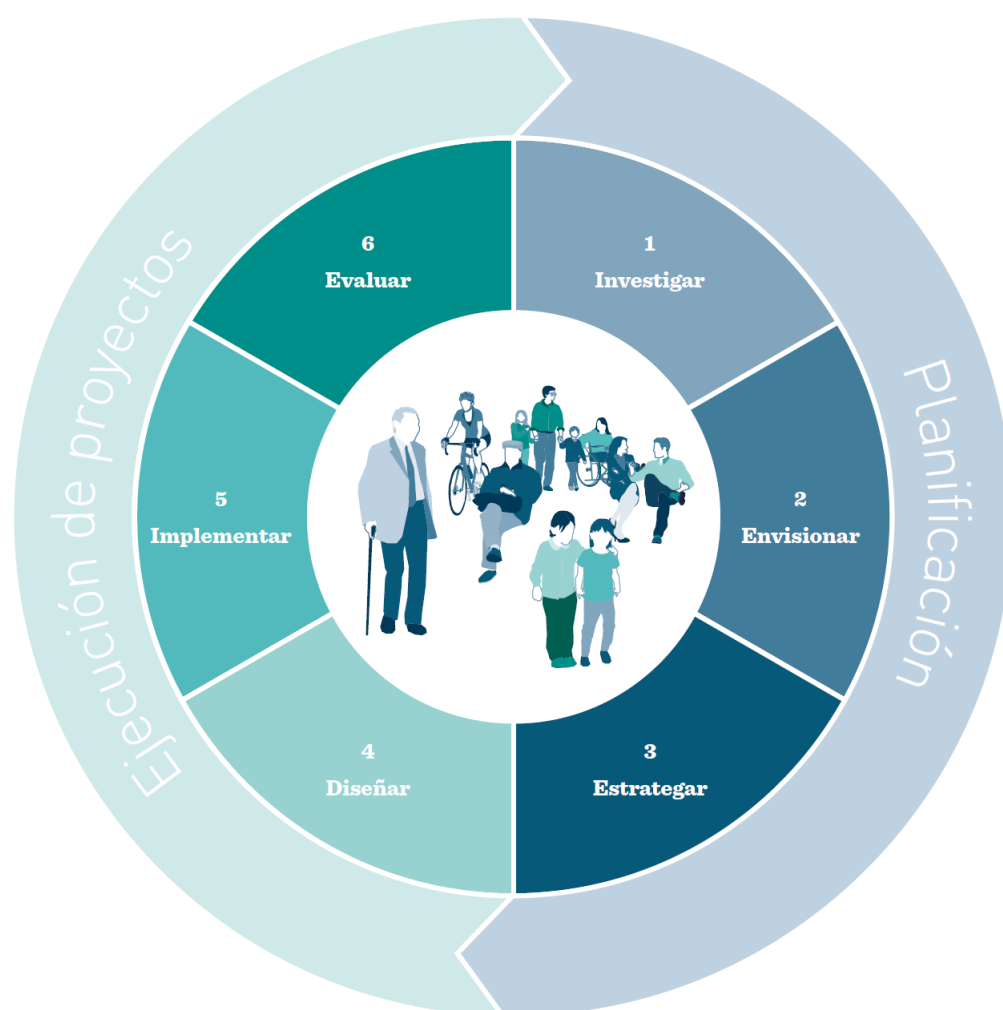 Planificación
Ejecución de proyectos
1
Investigar
2
Envisionar
3
Estrategar
4
Diseñar
5
Implementar
6
Evaluar